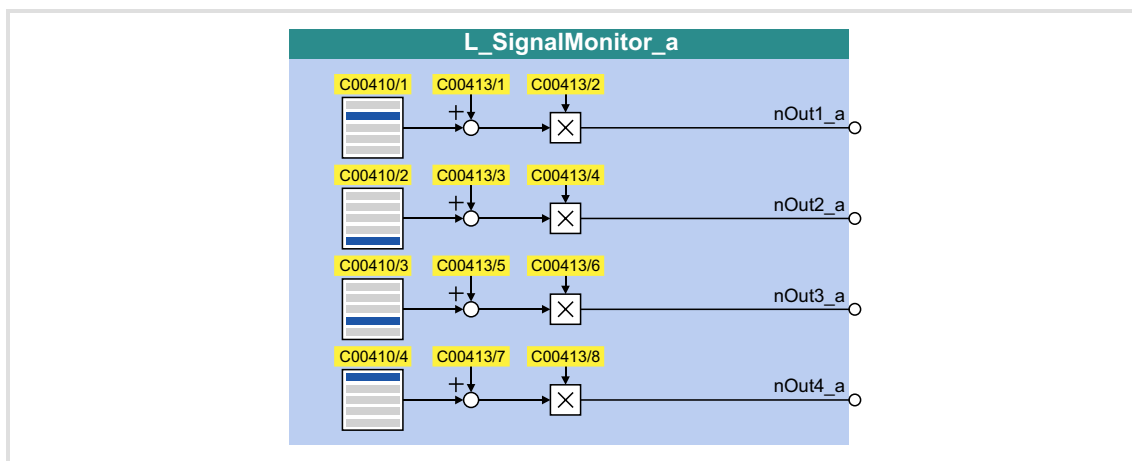 L_SignalMonitor_a
C00410/1 C00413/1 C00413/2
+ × nOut1_a
C00410/2 C00413/3 C00413/4
+ × nOut2_a
C00410/3 C00413/5 C00413/6
+ × nOut3_a
C00410/4 C00413/7 C00413/8
+ × nOut4_a